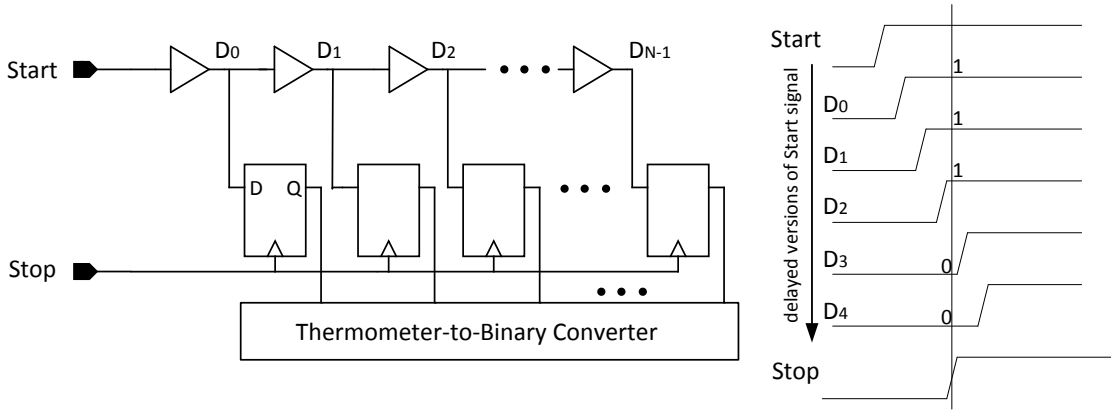 Start
D0
D1
D2
DN-1
D Q
Stop
Thermometer-to-Binary Converter
delayed versions of Start signal
Start
1
D0
1
D1
1
D2
D3
0
D4
0
Stop